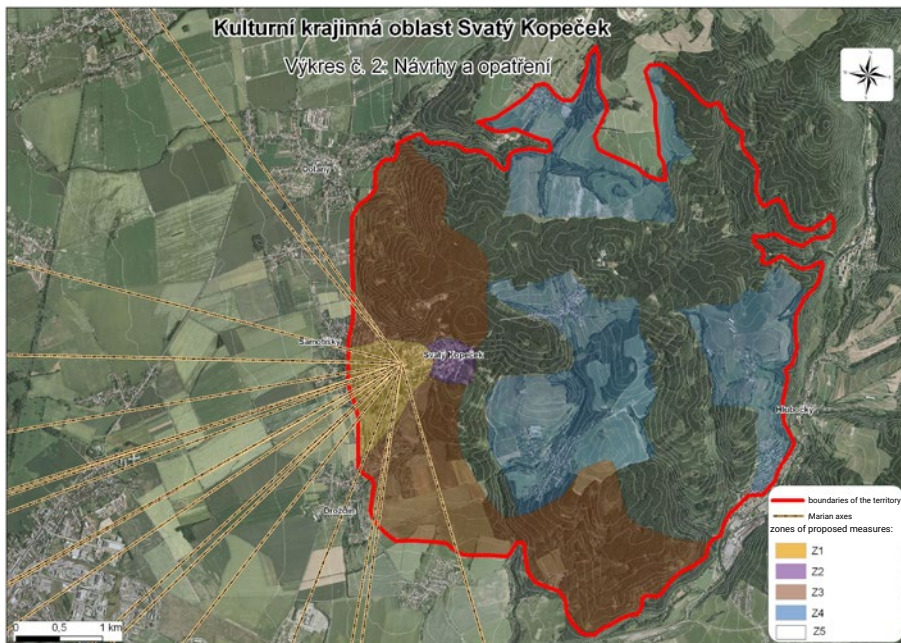 Kulturní krajinná oblast Svatý Kopeček
Výkres č. 2: Návrhy a opatření
Dolany
Samotišky
Svatý Kopeček
Hlubočky
Droždín
boundaries of the territory
Marian axes
zones of proposed measures:
Z1
Z2
Z3
Z4
Z5
0 0,5 1 km